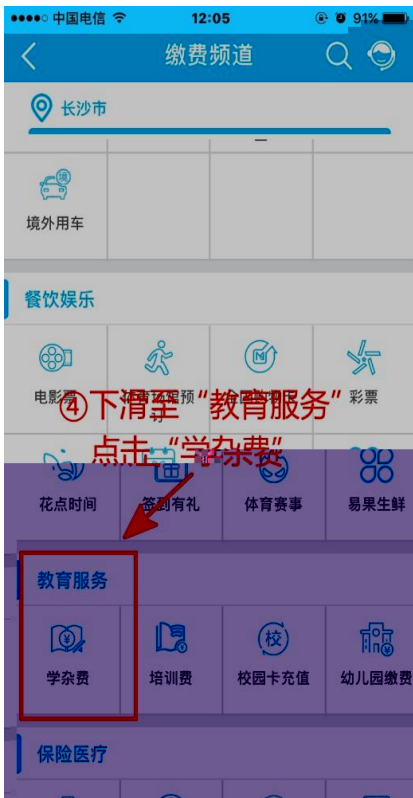 中国电信 12:05 91%
缴费频道
长沙市
境外用车
餐饮娱乐
电影票 彩票
④下滑至“教育服务”
点击“学杂费”
花点时间 签到有礼 体育赛事 易果生鲜
教育服务
¥ 校 ¥
学杂费 培训费 校园卡充值 幼儿园缴费
保险医疗